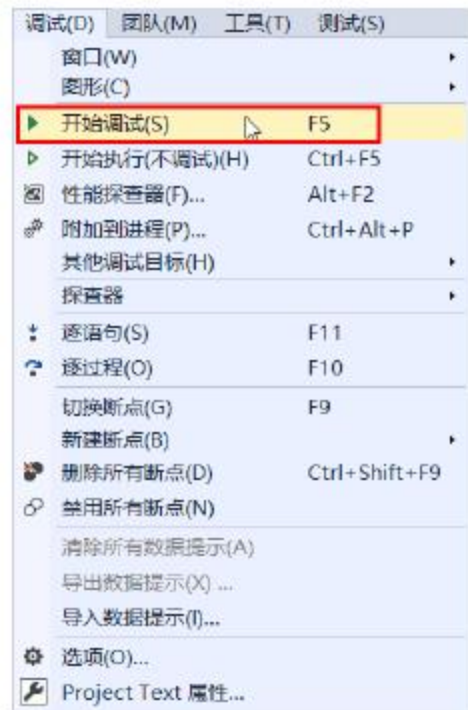 调试(D) 团队(M) 工具(T) 测试(S)
窗口(W)
图形(C)
开始调试(S) F5
开始执行(不调试)(H) Ctrl+F5
性能探查器(F)... Alt+F2
附加到进程(P)... Ctrl+Alt+P
其他调试目标(H)
探查器
逐语句(S) F11
逐过程(O) F10
切换断点(G) F9
新建断点(B)
删除所有断点(D) Ctrl+Shift+F9
禁用所有断点(N)
清除所有数据提示(A)
导出数据提示(X) ...
导入数据提示(I)...
选项(O)...
Project Text 属性...